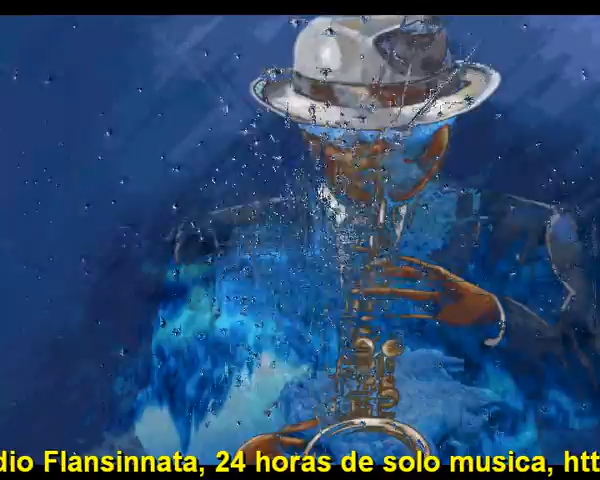 dio Flansinnata, 24 horas de solo musica, htt